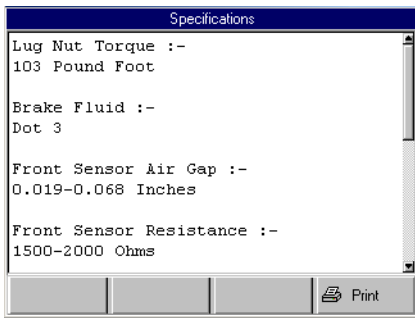 Specifications
Lug Nut Torque :-
103 Pound Foot
Brake Fluid :-
Dot 3
Front Sensor Air Gap :-
0.019-0.068 Inches
Front Sensor Resistance :-
1500-2000 Ohms
Print